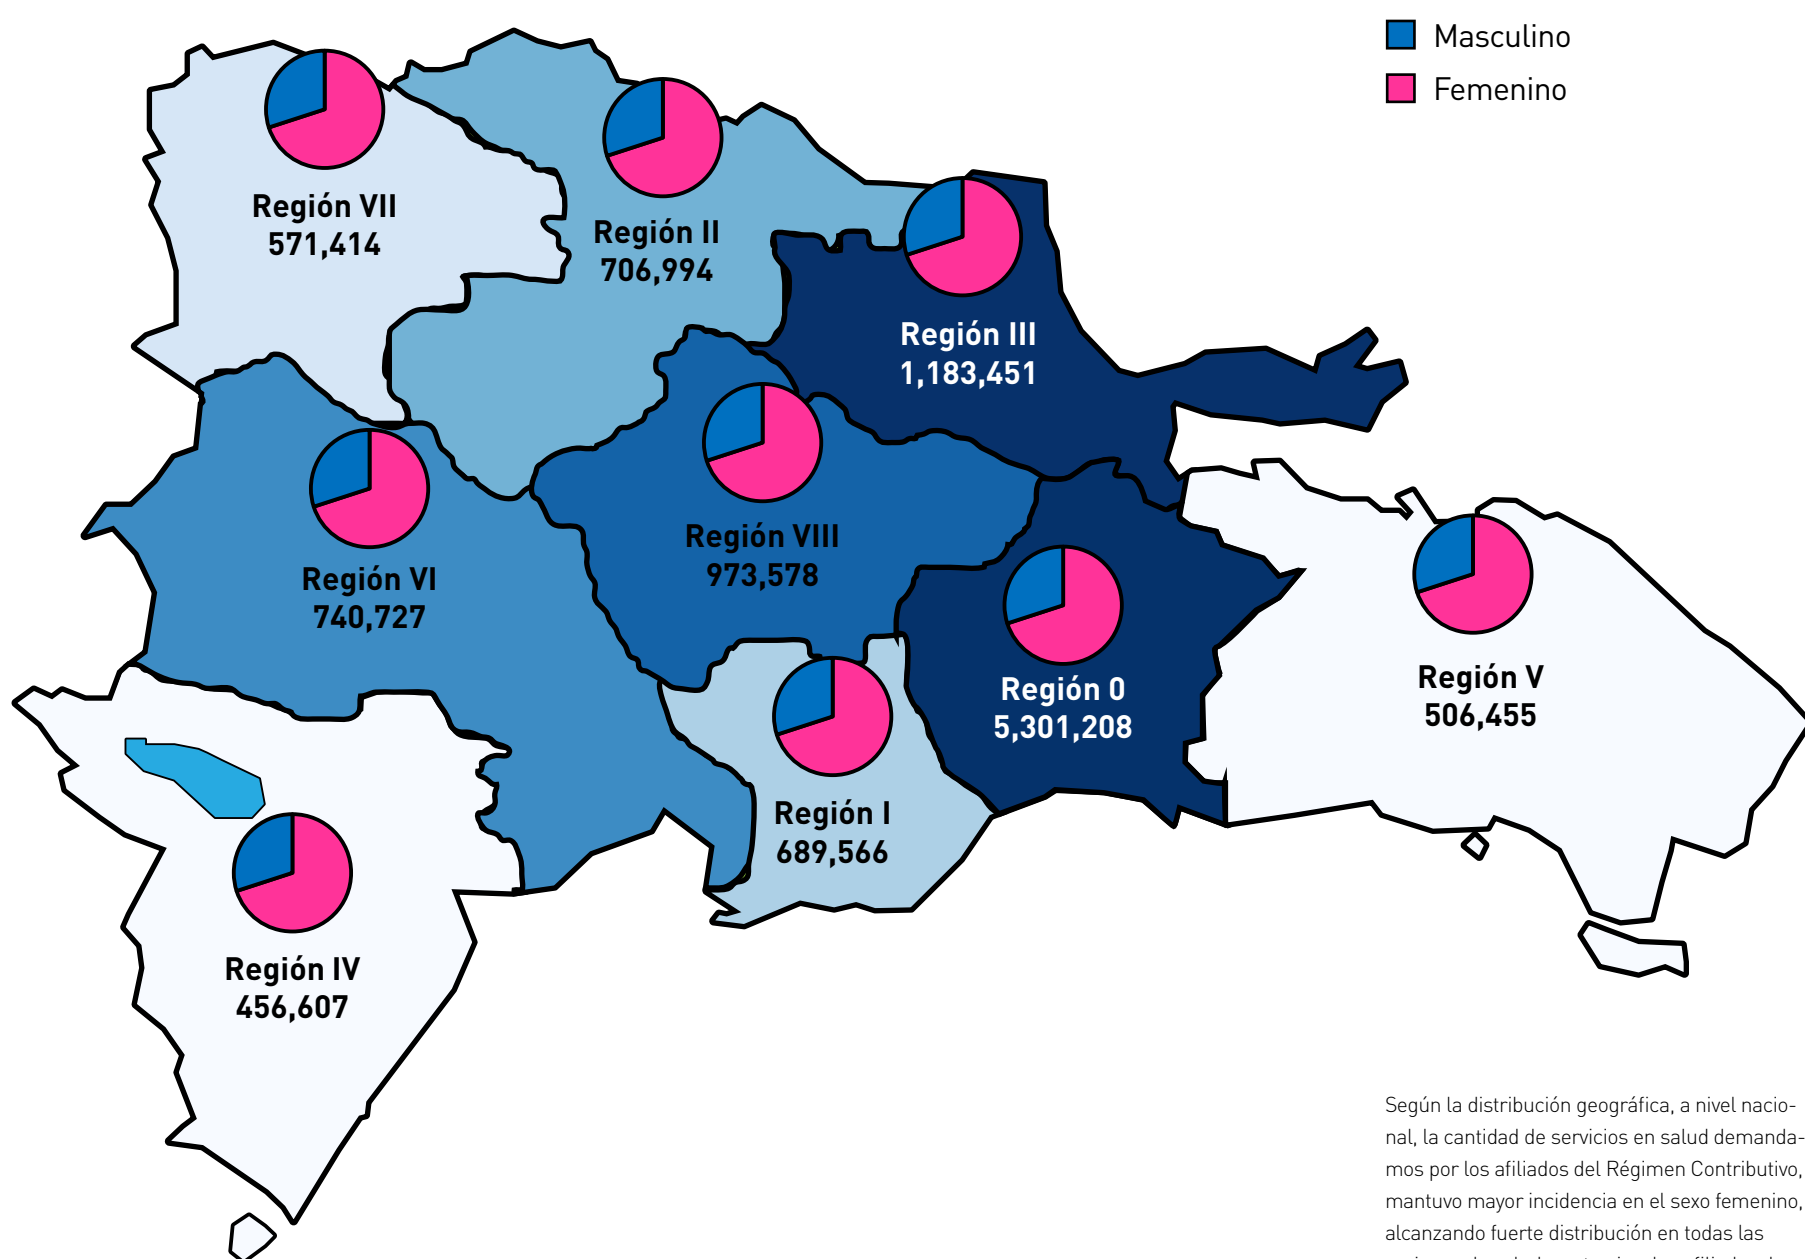 Masculino
Femenino
Región VII
571,414
Región II
706,994
Región III
1,183,451
Región VI
740,727
Región VIII
973,578
Región 0
5,301,208
Región V
506,455
Región I
689,566
Región IV
456,607
Según la distribución geográfica, a nivel nacio-
nal, la cantidad de servicios en salud demanda-
mos por los afiliados del Régimen Contributivo,
mantuvo mayor incidencia en el sexo femenino,
alcanzando fuerte distribución en todas las